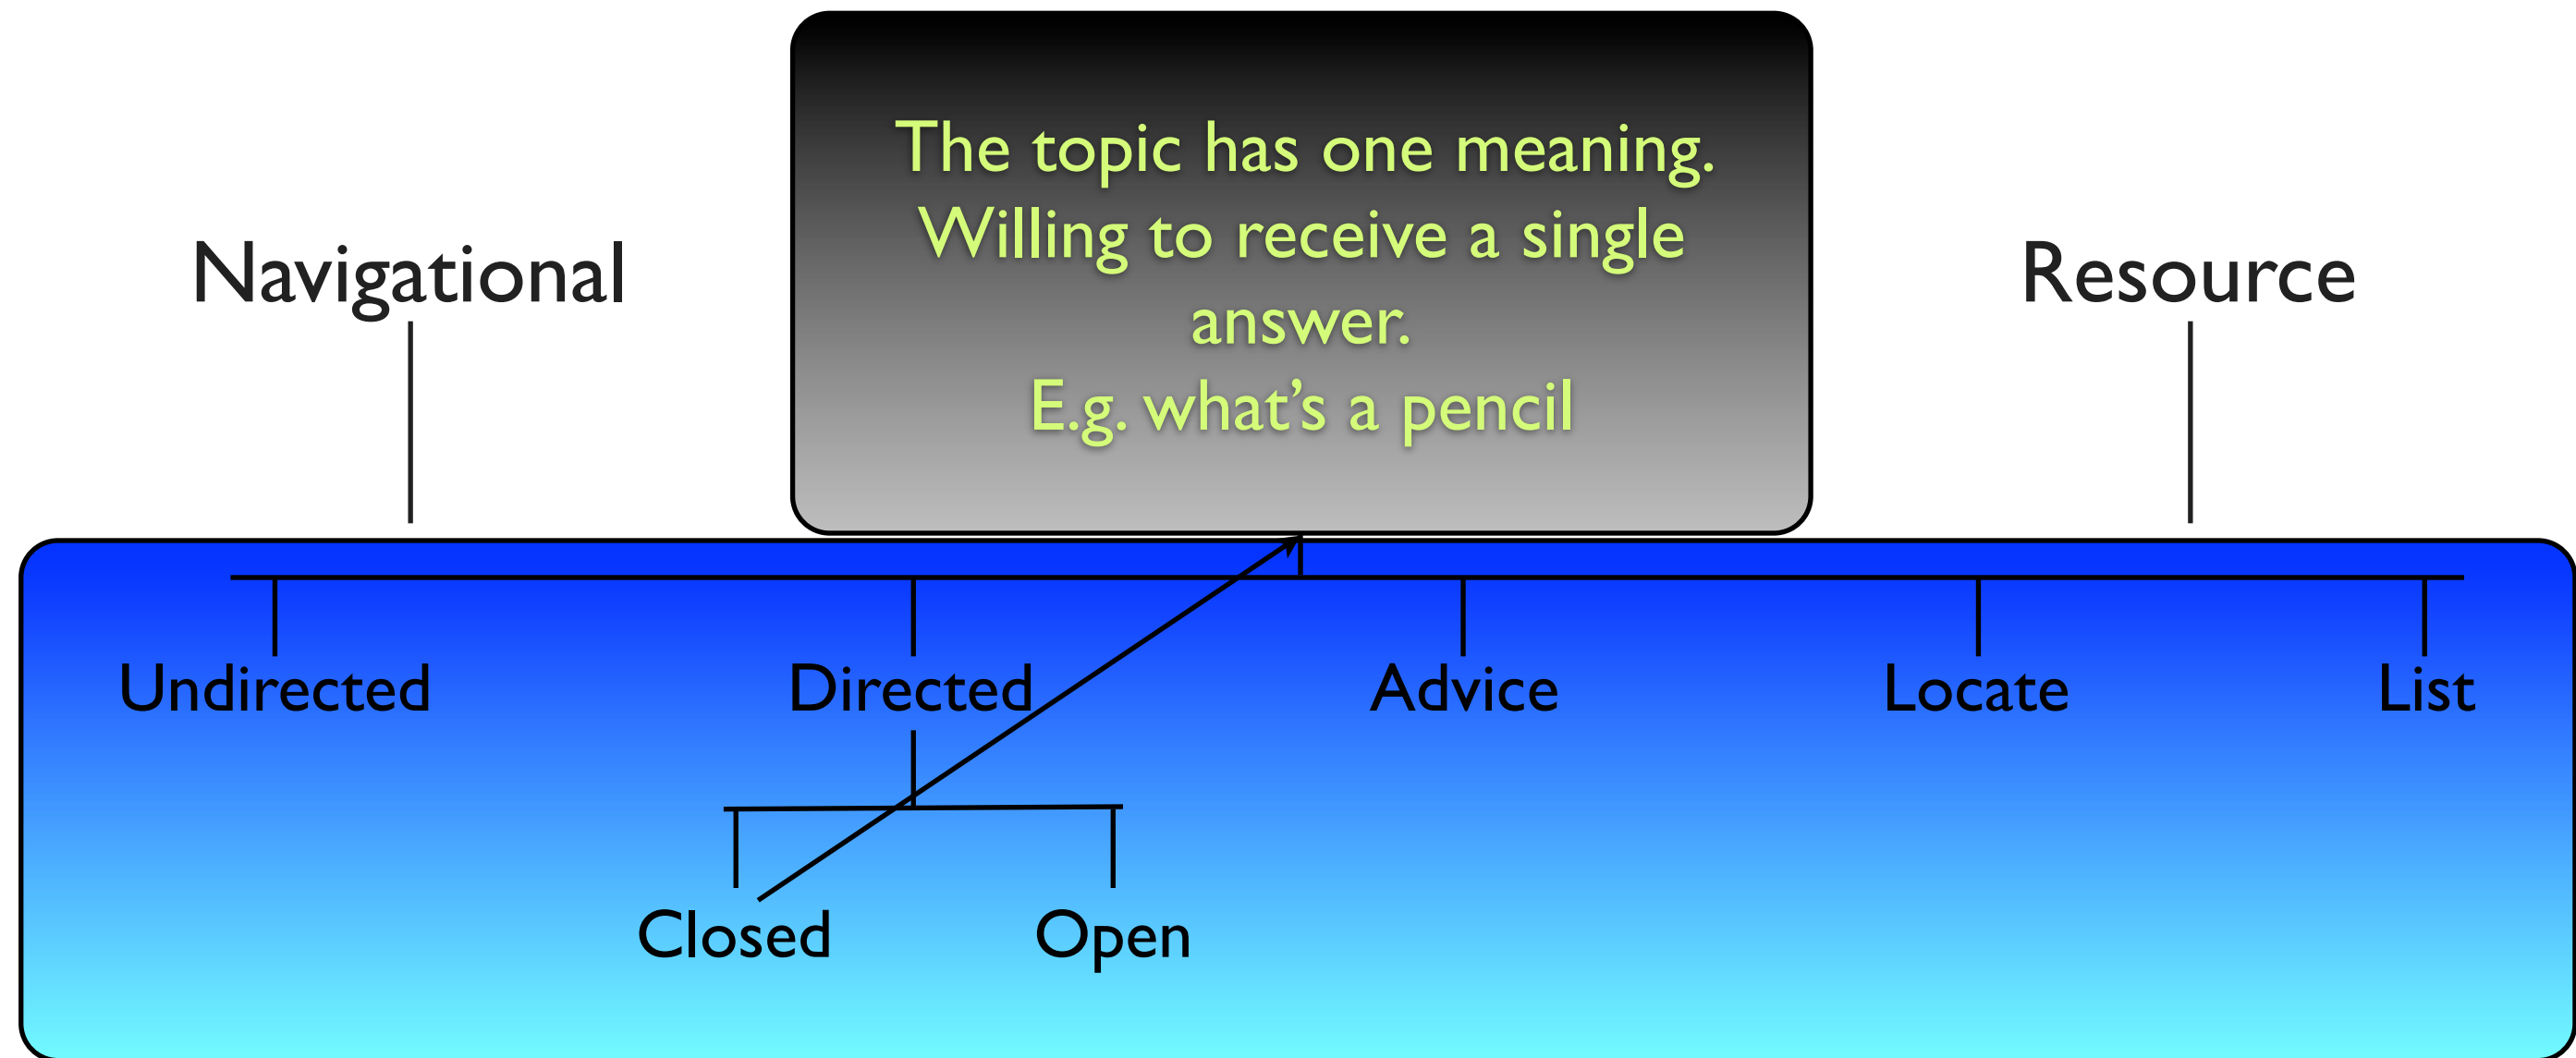 The topic has one meaning.
Willing to receive a single
answer.
E.g. what’s a pencil
Navigational
Resource
Undirected
Directed
Advice
Locate
List
Closed
Open